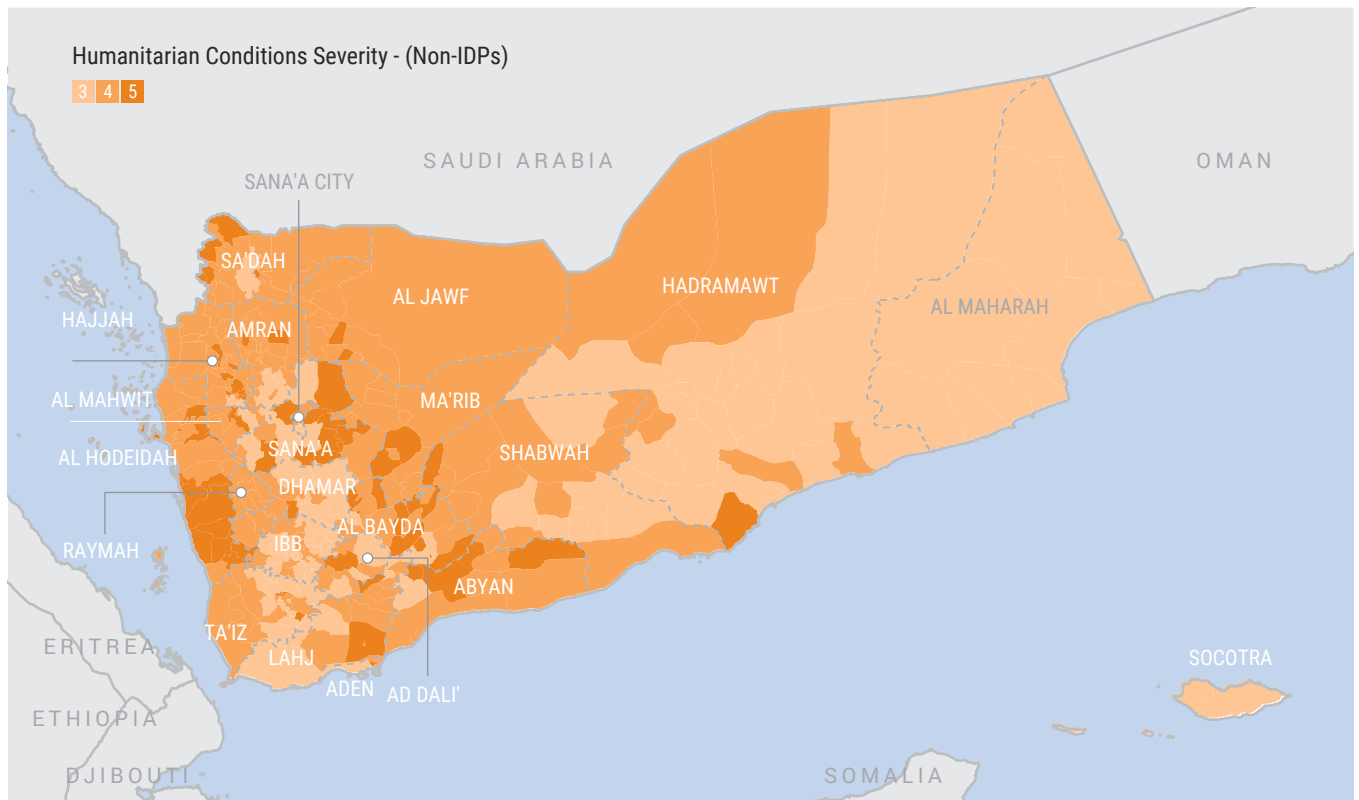 Humanitarian Conditions Severity - (Non-IDPs)
3 4 5
SAUDI ARABIA
OMAN
SANA'A CITY
SA'DAH
HADRAMAWT
AL JAWF
AL MAHARAH
HAJJAH
AMRAN
AL MAHWIT
MA'RIB
SANA'A
SHABWAH
AL HODEIDAH
DHAMAR
AL BAYDA
RAYMAH
IBB
ABYAN
TA'IZ
ERITREA
LAHJ
SOCOTRA
ADEN
AD DALI'
ETHIOPIA
DJIBOUTI
SOMALIA